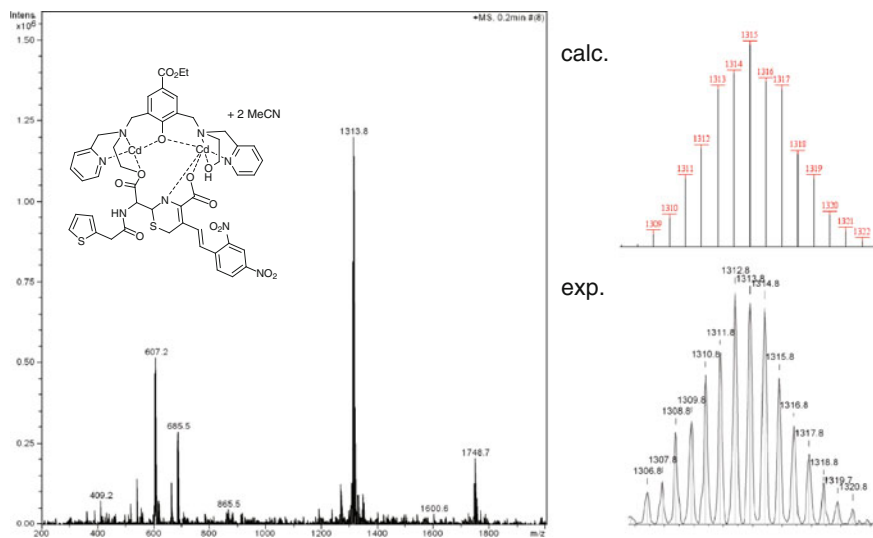 Intens.
x10⁶
+MS, 0.2min #(8)
1.50
1.25
1.00
0.75
0.50
0.25
0.00
200
400
600
800
1000
1200
1400
1600
1800
m/z
409.2
607.2
685.5
865.5
1313.8
1600.6
1748.7
CO₂Et
+ 2 MeCN
N
N
O
Cd
Cd
N
N
O
O
OH
O
N
O
HN
S
O
S
NO₂
NO₂
calc.
1309
1310
1311
1312
1313
1314
1315
1316
1317
1318
1319
1320
1321
1322
exp.
1306.8
1307.8
1308.8
1309.8
1310.8
1311.8
1312.8
1313.8
1314.8
1315.8
1316.8
1317.8
1318.8
1319.7
1320.8